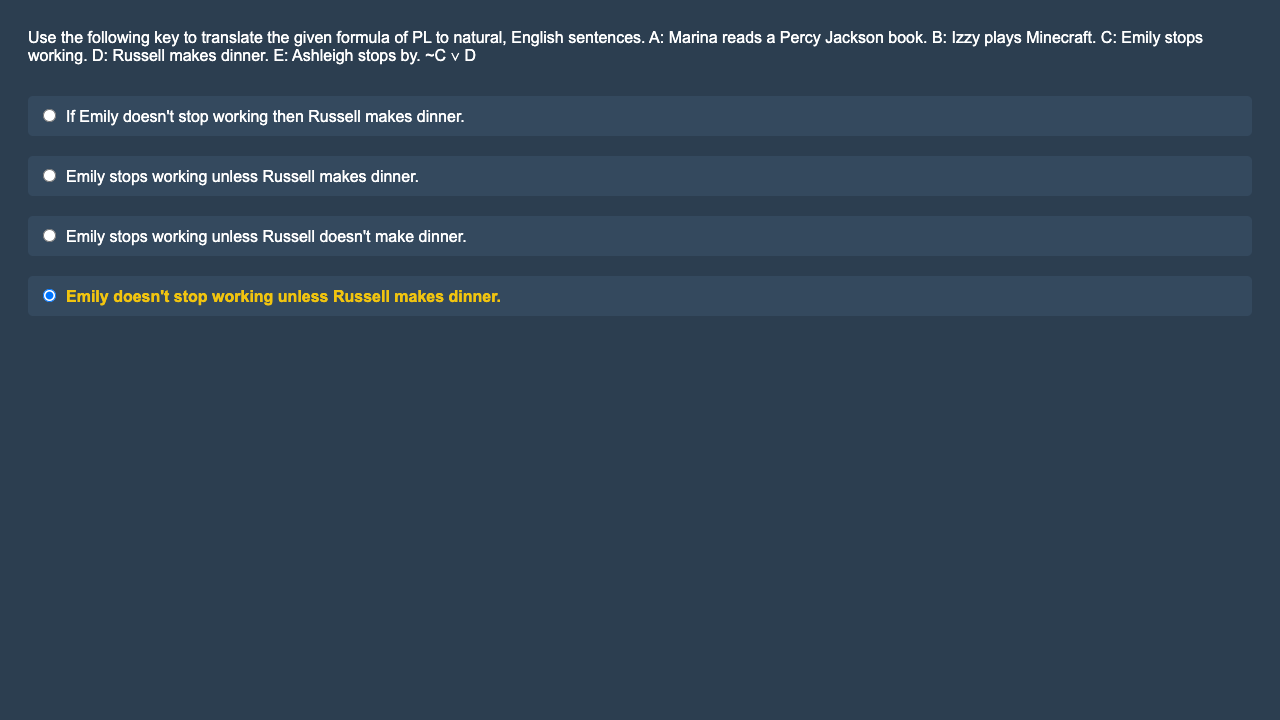 Use the following key to translate the given formula of PL to natural, English sentences. A: Marina reads a Percy Jackson book. B: Izzy plays Minecraft. C: Emily stops
working. D: Russell makes dinner. E: Ashleigh stops by. ~C ∨ D
If Emily doesn't stop working then Russell makes dinner.
Emily stops working unless Russell makes dinner.
Emily stops working unless Russell doesn't make dinner.
Emily doesn't stop working unless Russell makes dinner.